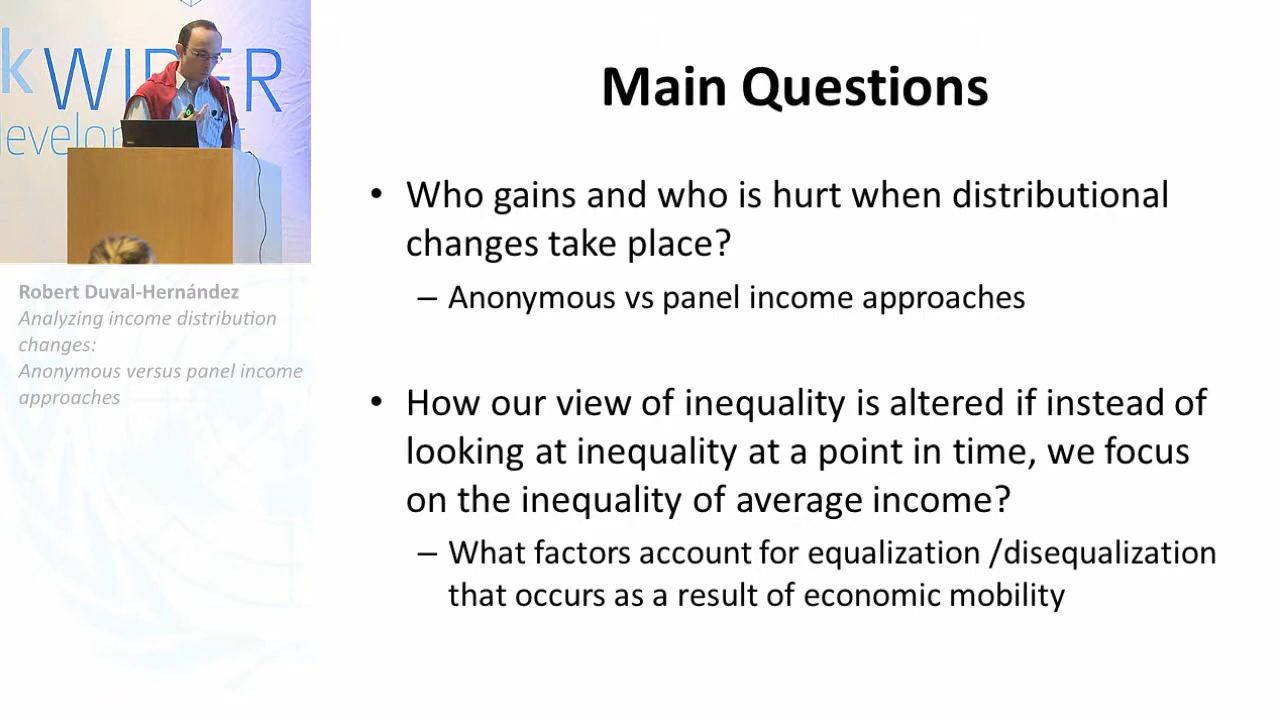 k WIDER
development
Robert Duval-Hernández
Analyzing income distribution
changes:
Anonymous versus panel income
approaches
Main Questions
• Who gains and who is hurt when distributional
changes take place?
– Anonymous vs panel income approaches
• How our view of inequality is altered if instead of
looking at inequality at a point in time, we focus
on the inequality of average income?
– What factors account for equalization /disequalization
that occurs as a result of economic mobility